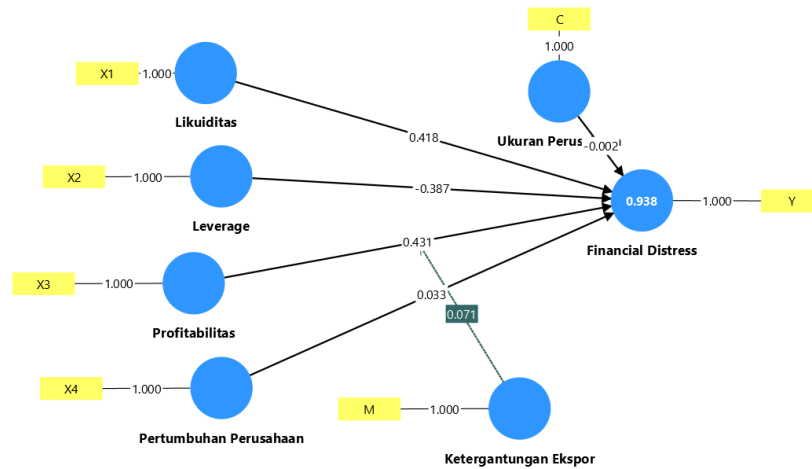 C
1.000
X1
1.000
Likuiditas
Ukuran Perus
-0.002
0.418
X2
1.000
Leverage
-0.387
0.938
1.000
Y
Financial Distress
0.431
X3
1.000
Profitabilitas
0.033
0.071
X4
1.000
Pertumbuhan Perusahaan
M
1.000
Ketergantungan Ekspor